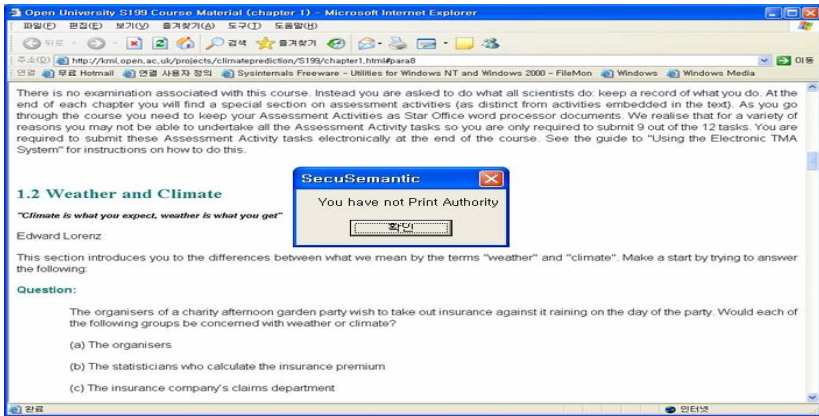 Open University S199 Course Material (chapter 1) - Microsoft Internet Explorer
파일(F) 편집(E) 보기(V) 즐겨찾기(A) 도구(T) 도움말(H)
뒤로 검색 즐겨찾기
주소(D) http://kmi.open.ac.uk/projects/climateprediction/S199/chapter1.html#para8 이동
연결 무료 Hotmail 연결 사용자 정의 Sysinternals Freeware - Utilities for Windows NT and Windows 2000 - FileMon Windows Windows Media
There is no examination associated with this course. Instead you are asked to do what all scientists do: keep a record of what you do. At the
end of each chapter you will find a special section on assessment activities (as distinct from activities embedded in the text). As you go
through the course you need to keep your Assessment Activities as Star Office word processor documents. We realise that for a variety of
reasons you may not be able to undertake all the Assessment Activity tasks so you are only required to submit 9 out of the 12 tasks. You are
required to submit these Assessment Activity tasks electronically at the end of the course. See the guide to "Using the Electronic TMA
System" for instructions on how to do this.
SecuSemantic
You have not Print Authority
확인
1.2 Weather and Climate
"Climate is what you expect, weather is what you get"
Edward Lorenz
This section introduces you to the differences between what we mean by the terms "weather" and "climate". Make a start by trying to answer
the following:
Question:
The organisers of a charity afternoon garden party wish to take out insurance against it raining on the day of the party. Would each of
the following groups be concerned with weather or climate?
(a) The organisers
(b) The statisticians who calculate the insurance premium
(c) The insurance company's claims department
완료 인터넷